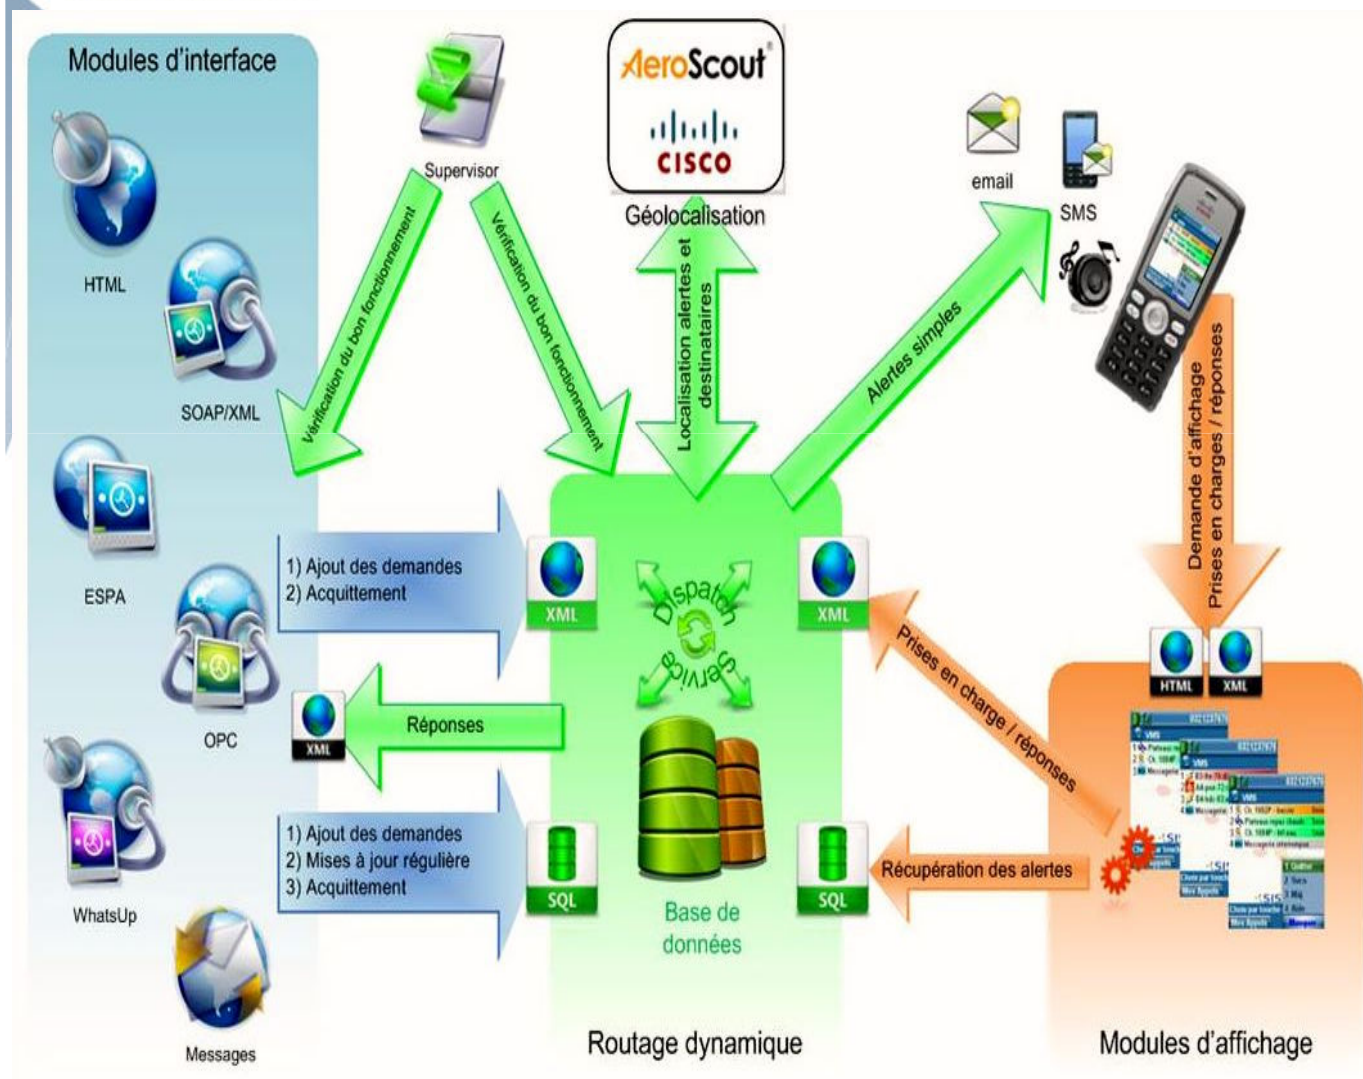 Modules d'interface
HTML
SOAP/XML
ESPA
OPC
WhatsUp
Messages
Supervisor
Vérification du bon fonctionnement
Vérification du bon fonctionnement
AeroScout
CISCO
Géolocalisation
Localisation alertes et
destinataires
email
SMS
Alertes simples
Demande d'affichage
Prises en charges / réponses
1) Ajout des demandes
2) Acquittement
XML
Réponses
XML
1) Ajout des demandes
2) Mises à jour régulière
3) Acquittement
SQL
Dispatch
Service
Base de
données
Routage dynamique
XML
SQL
Prises en charge / réponses
Récupération des alertes
HTML
XML
VMS
VMS
VMS
Modules d'affichage